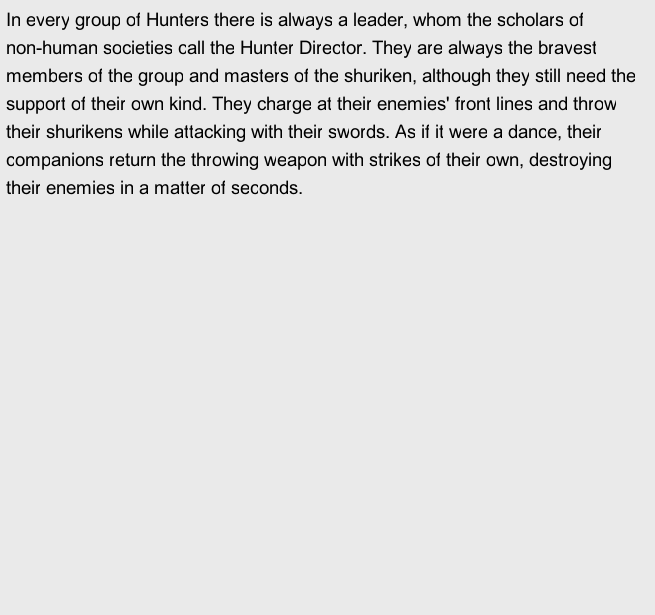 In every group of Hunters there is always a leader, whom the scholars of
non-human societies call the Hunter Director. They are always the bravest
members of the group and masters of the shuriken, although they still need the
support of their own kind. They charge at their enemies' front lines and throw
their shurikens while attacking with their swords. As if it were a dance, their
companions return the throwing weapon with strikes of their own, destroying
their enemies in a matter of seconds.